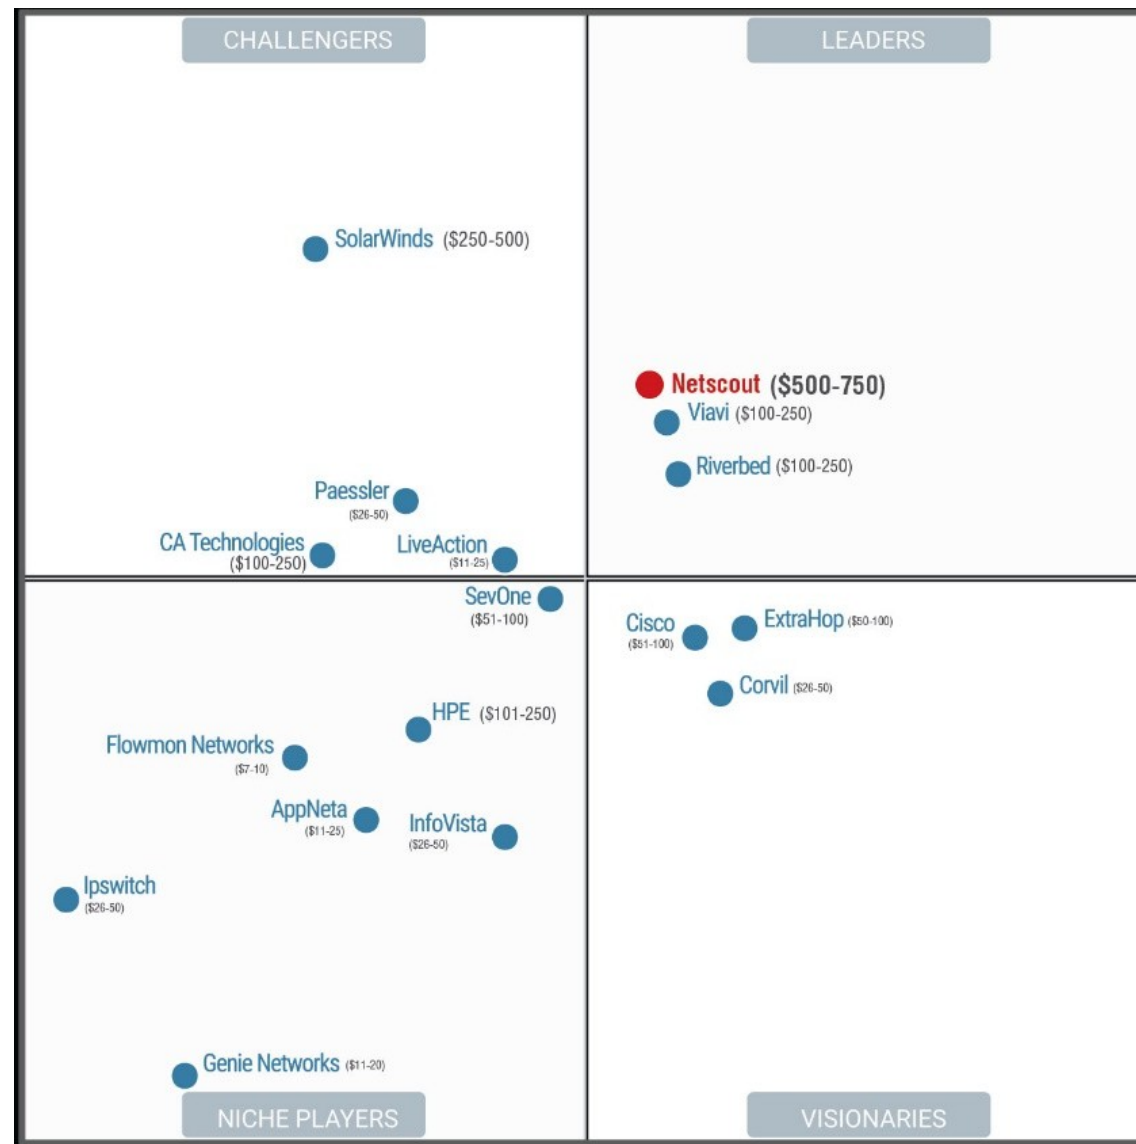 CHALLENGERS
LEADERS
SolarWinds ($250-500)
Netscout ($500-750)
Viavi ($100-250)
Riverbed ($100-250)
Paessler
($26-50)
CA Technologies
($100-250)
LiveAction
($11-25)
SevOne
($51-100)
Cisco
($51-100)
ExtraHop ($50-100)
Corvil ($26-50)
HPE ($101-250)
Flowmon Networks
($7-10)
AppNeta
($11-25)
InfoVista
($26-50)
Ipswitch
($26-50)
Genie Networks ($11-20)
NICHE PLAYERS
VISIONARIES